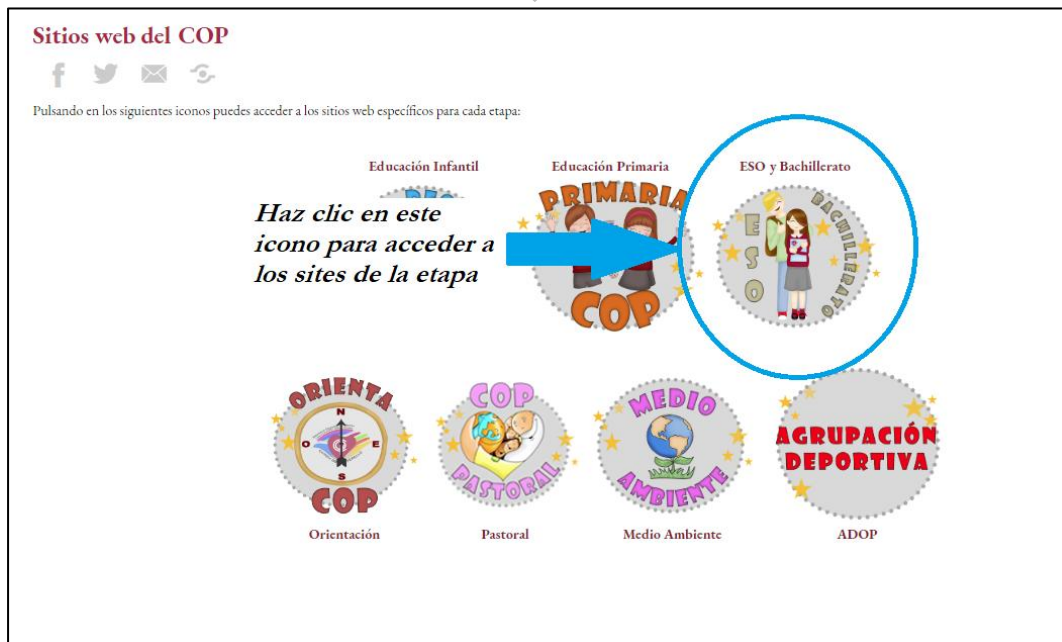 Sitios web del COP
Pulsando en los siguientes iconos puedes acceder a los sitios web específicos para cada etapa:
Educación Infantil
Educación Primaria
ESO y Bachillerato
Haz clic en este
icono para acceder a
los sites de la etapa
PRIMARIA
COP
ESO
BACHILLERATO
ORIENTA
N
O
E
S
COP
COP
PASTORAL
MEDIO
AMBIENTE
AGRUPACIÓN
DEPORTIVA
Orientación
Pastoral
Medio Ambiente
ADOP